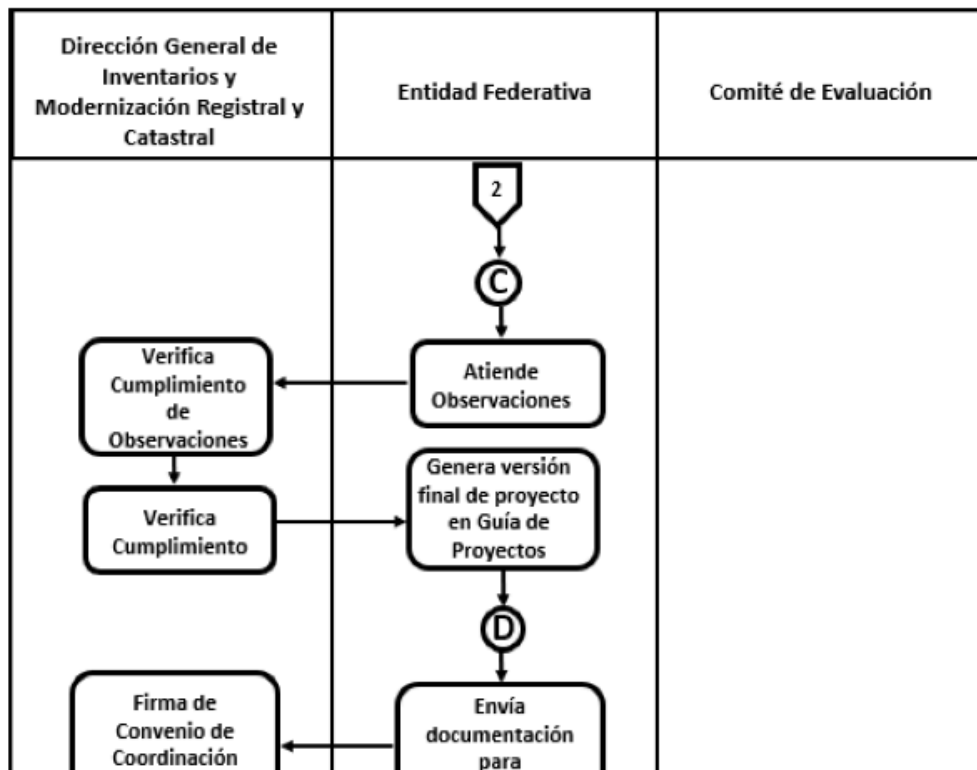 Dirección General de
Inventarios y
Modernización Registral y
Catastral
Entidad Federativa
Comité de Evaluación
2
C
Atiende
Observaciones
Verifica
Cumplimiento
de
Observaciones
Verifica
Cumplimiento
Genera versión
final de proyecto
en Guía de
Proyectos
D
Envía
documentación
para
Firma de
Convenio de
Coordinación